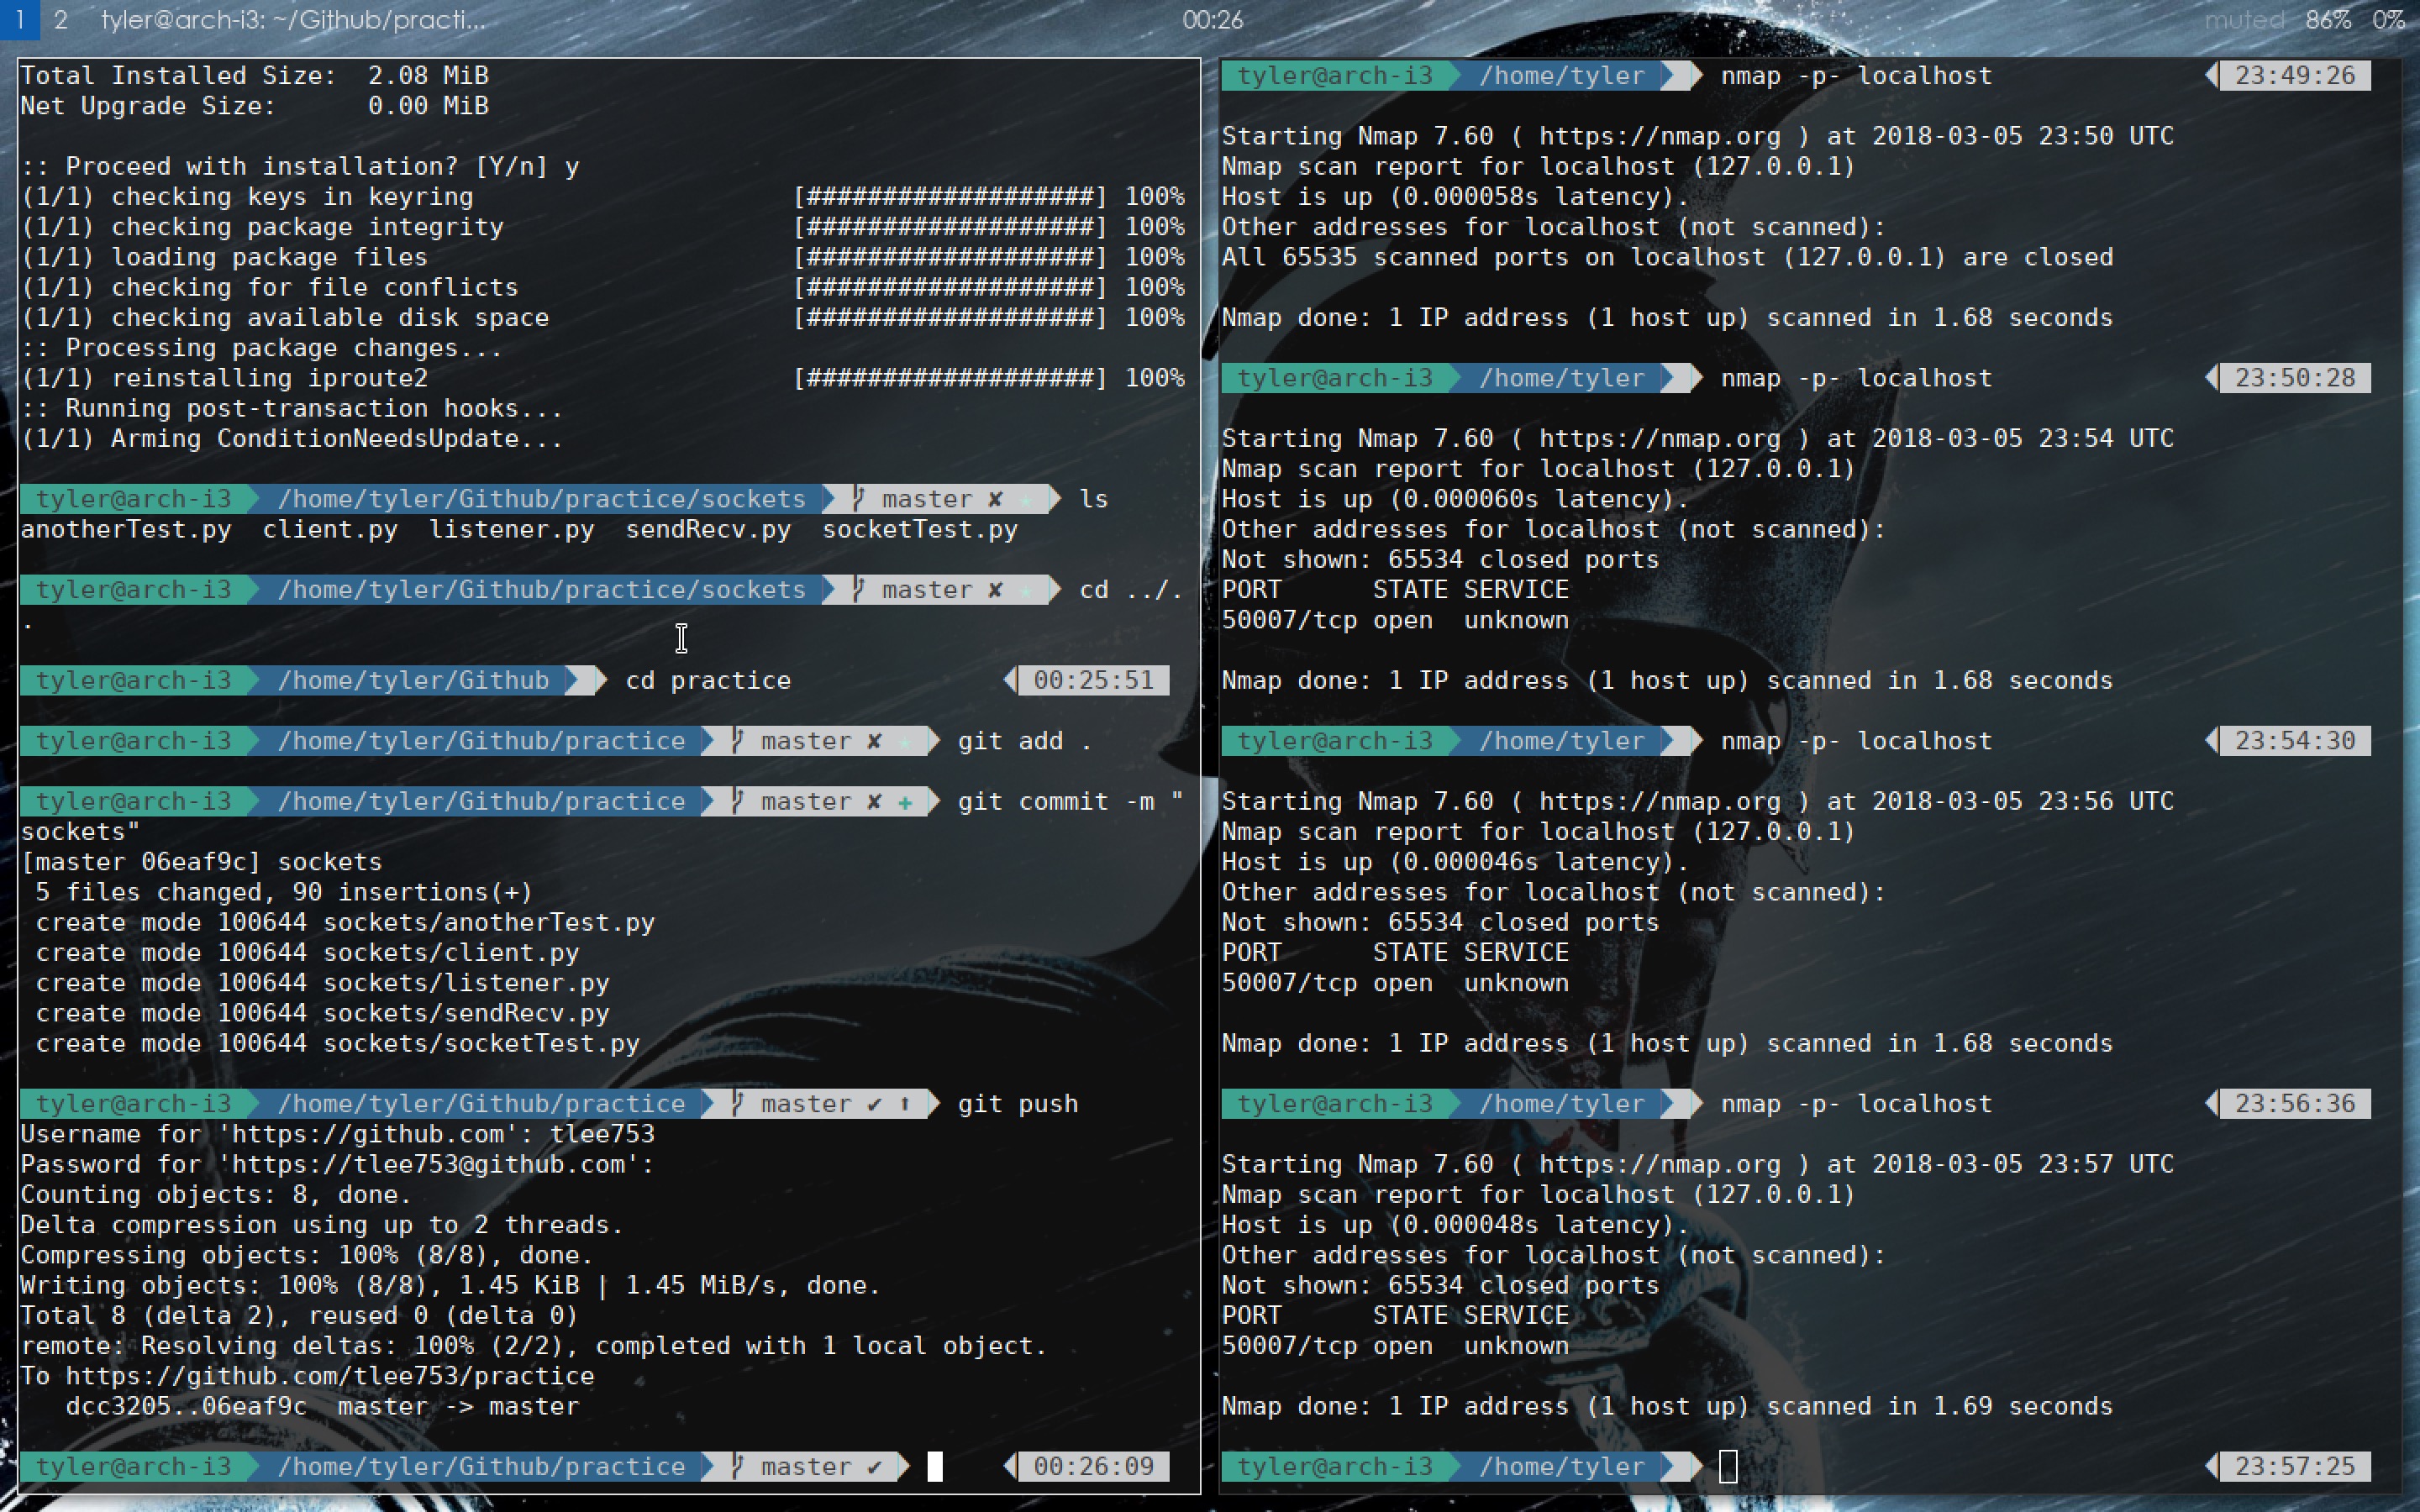 1 2 tyler@arch-i3: ~/Github/practi... 00:26 muted 86% 0%
Total Installed Size:  2.08 MiB
Net Upgrade Size:      0.00 MiB
:: Proceed with installation? [Y/n] y
(1/1) checking keys in keyring [###################] 100%
(1/1) checking package integrity [###################] 100%
(1/1) loading package files [###################] 100%
(1/1) checking for file conflicts [###################] 100%
(1/1) checking available disk space [###################] 100%
:: Processing package changes...
(1/1) reinstalling iproute2 [###################] 100%
:: Running post-transaction hooks...
(1/1) Arming ConditionNeedsUpdate...
tyler@arch-i3 /home/tyler/Github/practice/sockets master ✘ ★ ls
anotherTest.py  client.py  listener.py  sendRecv.py  socketTest.py
tyler@arch-i3 /home/tyler/Github/practice/sockets master ✘ ★ cd ../.
.
tyler@arch-i3 /home/tyler/Github cd practice 00:25:51
tyler@arch-i3 /home/tyler/Github/practice master ✘ ★ git add .
tyler@arch-i3 /home/tyler/Github/practice master ✘ ✚ git commit -m "
sockets"
[master 06eaf9c] sockets
 5 files changed, 90 insertions(+)
 create mode 100644 sockets/anotherTest.py
 create mode 100644 sockets/client.py
 create mode 100644 sockets/listener.py
 create mode 100644 sockets/sendRecv.py
 create mode 100644 sockets/socketTest.py
tyler@arch-i3 /home/tyler/Github/practice master ✔ ⬆ git push
Username for 'https://github.com': tlee753
Password for 'https://tlee753@github.com':
Counting objects: 8, done.
Delta compression using up to 2 threads.
Compressing objects: 100% (8/8), done.
Writing objects: 100% (8/8), 1.45 KiB | 1.45 MiB/s, done.
Total 8 (delta 2), reused 0 (delta 0)
remote: Resolving deltas: 100% (2/2), completed with 1 local object.
To https://github.com/tlee753/practice
   dcc3205..06eaf9c  master -> master
tyler@arch-i3 /home/tyler/Github/practice master ✔ 00:26:09
tyler@arch-i3 /home/tyler nmap -p- localhost 23:49:26
Starting Nmap 7.60 ( https://nmap.org ) at 2018-03-05 23:50 UTC
Nmap scan report for localhost (127.0.0.1)
Host is up (0.000058s latency).
Other addresses for localhost (not scanned):
All 65535 scanned ports on localhost (127.0.0.1) are closed
Nmap done: 1 IP address (1 host up) scanned in 1.68 seconds
tyler@arch-i3 /home/tyler nmap -p- localhost 23:50:28
Starting Nmap 7.60 ( https://nmap.org ) at 2018-03-05 23:54 UTC
Nmap scan report for localhost (127.0.0.1)
Host is up (0.000060s latency).
Other addresses for localhost (not scanned):
Not shown: 65534 closed ports
PORT      STATE SERVICE
50007/tcp open  unknown
Nmap done: 1 IP address (1 host up) scanned in 1.68 seconds
tyler@arch-i3 /home/tyler nmap -p- localhost 23:54:30
Starting Nmap 7.60 ( https://nmap.org ) at 2018-03-05 23:56 UTC
Nmap scan report for localhost (127.0.0.1)
Host is up (0.000046s latency).
Other addresses for localhost (not scanned):
Not shown: 65534 closed ports
PORT      STATE SERVICE
50007/tcp open  unknown
Nmap done: 1 IP address (1 host up) scanned in 1.68 seconds
tyler@arch-i3 /home/tyler nmap -p- localhost 23:56:36
Starting Nmap 7.60 ( https://nmap.org ) at 2018-03-05 23:57 UTC
Nmap scan report for localhost (127.0.0.1)
Host is up (0.000048s latency).
Other addresses for localhost (not scanned):
Not shown: 65534 closed ports
PORT      STATE SERVICE
50007/tcp open  unknown
Nmap done: 1 IP address (1 host up) scanned in 1.69 seconds
tyler@arch-i3 /home/tyler 23:57:25